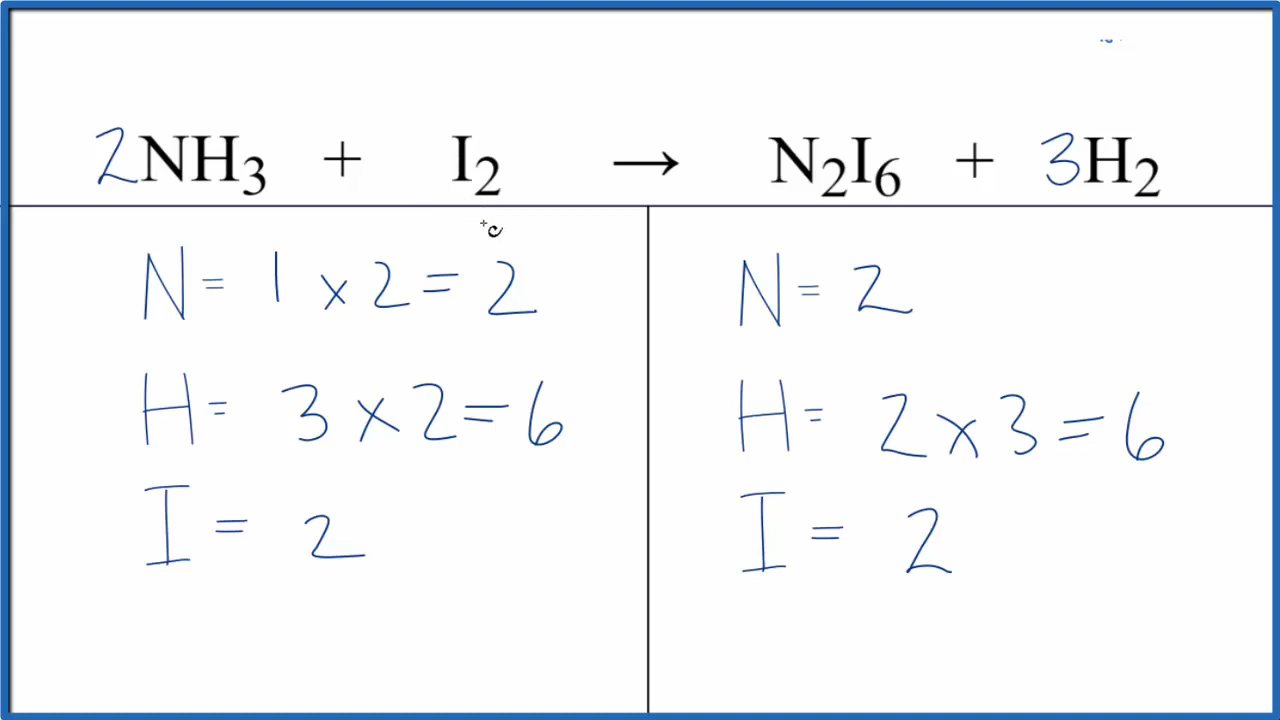 2NH₃ + I₂ → N₂I₆ + 3H₂
N = 1 x 2 = 2
H = 3 x 2 = 6
I = 2
N = 2
H = 2 x 3 = 6
I = 2